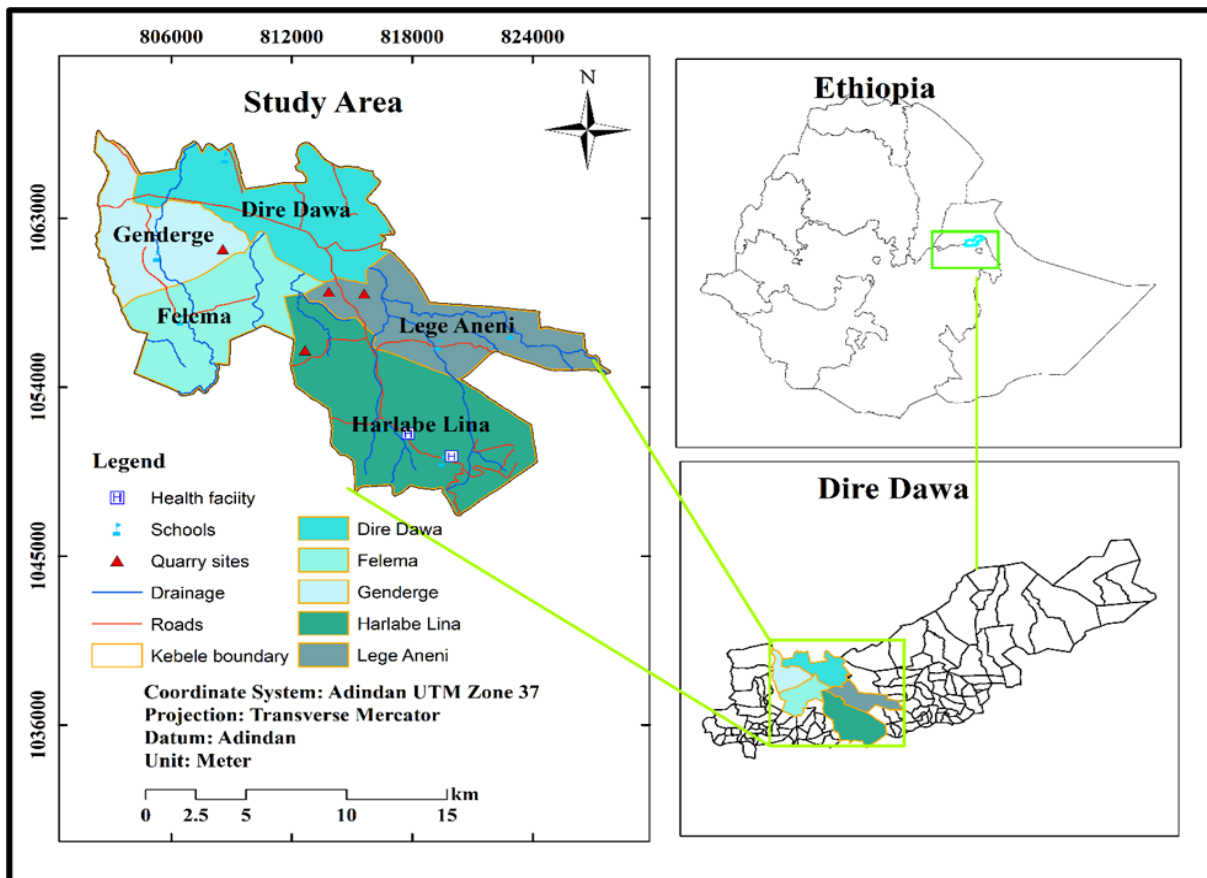 806000 812000 818000 824000
Study Area
N
1063000
1054000
1045000
1036000
Dire Dawa
Genderge
Felema
Lege Aneni
Harlabe Lina
H
H
Legend
H Health faciity
Schools
Quarry sites
Drainage
Roads
Kebele boundary
Dire Dawa
Felema
Genderge
Harlabe Lina
Lege Aneni
Coordinate System: Adindan UTM Zone 37
Projection: Transverse Mercator
Datum: Adindan
Unit: Meter
km
0 2.5 5 10 15
Ethiopia
Dire Dawa